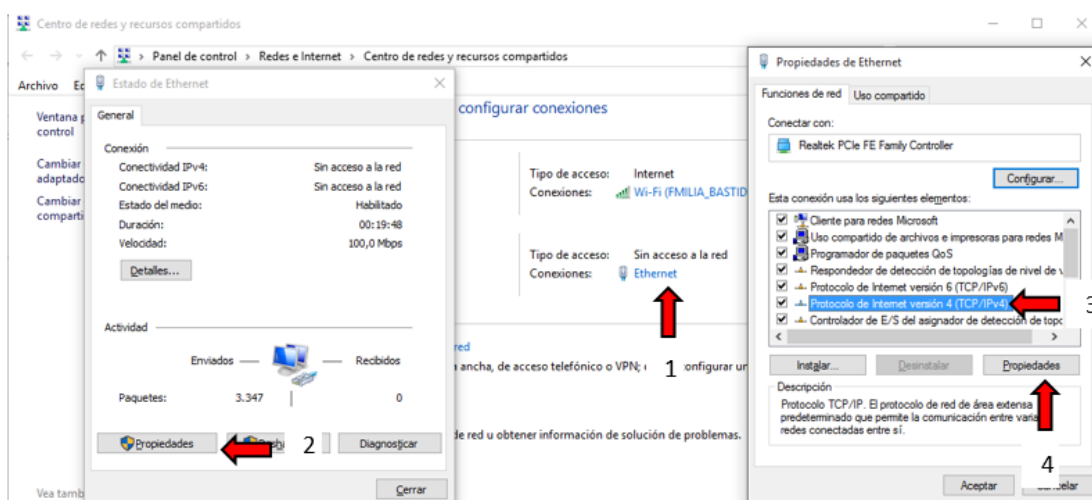 Centro de redes y recursos compartidos
Panel de control > Redes e Internet > Centro de redes y recursos compartidos
Archivo
Ventana
control
Cambiar
adaptado
Cambiar
comparti
Vea tamb
configurar conexiones
Tipo de acceso: Internet
Conexiones: Wi-Fi (FMILIA_BASTID
Tipo de acceso: Sin acceso a la red
Conexiones: Ethernet
1
red
ancha, de acceso telefónico o VPN; onfigurar un
de red u obtener información de solución de problemas.
Estado de Ethernet
General
Conexión
Conectividad IPv4: Sin acceso a la red
Conectividad IPv6: Sin acceso a la red
Estado del medio: Habilitado
Duración: 00:19:48
Velocidad: 100,0 Mbps
Detalles...
Actividad
Enviados — — Recibidos
Paquetes: 3.347 | 0
Propiedades
2
Diagnosticar
Cerrar
Propiedades de Ethernet
Funciones de red
Uso compartido
Conectar con:
Realtek PCIe FE Family Controller
Configurar...
Esta conexión usa los siguientes elementos:
Cliente para redes Microsoft
Uso compartido de archivos e impresoras para redes M
Programador de paquetes QoS
Respondedor de detección de topologías de nivel de v
Protocolo de Internet versión 6 (TCP/IPv6)
Protocolo de Internet versión 4 (TCP/IPv4)
3
Controlador de E/S del asignador de detección de topo
Instalar...
Desinstalar
Propiedades
Descripción
Protocolo TCP/IP. El protocolo de red de área extensa
predeterminado que permite la comunicación entre varia
redes conectadas entre sí.
4
Aceptar
elar